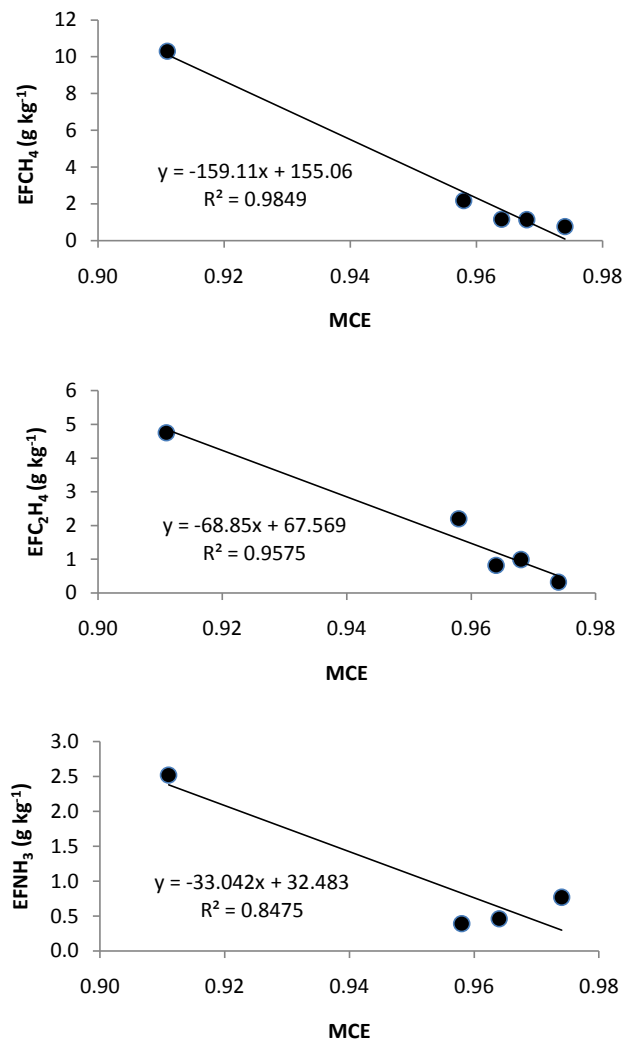 12
10
8
6
4
2
0
EFCH₄ (g kg⁻¹)
y = -159.11x + 155.06
R² = 0.9849
0.90 0.92 0.94 0.96 0.98
MCE
6
5
4
3
2
1
0
EFC₂H₄ (g kg⁻¹)
y = -68.85x + 67.569
R² = 0.9575
0.90 0.92 0.94 0.96 0.98
MCE
3.0
2.5
2.0
1.5
1.0
0.5
0.0
EFNH₃ (g kg⁻¹)
y = -33.042x + 32.483
R² = 0.8475
0.90 0.92 0.94 0.96 0.98
MCE